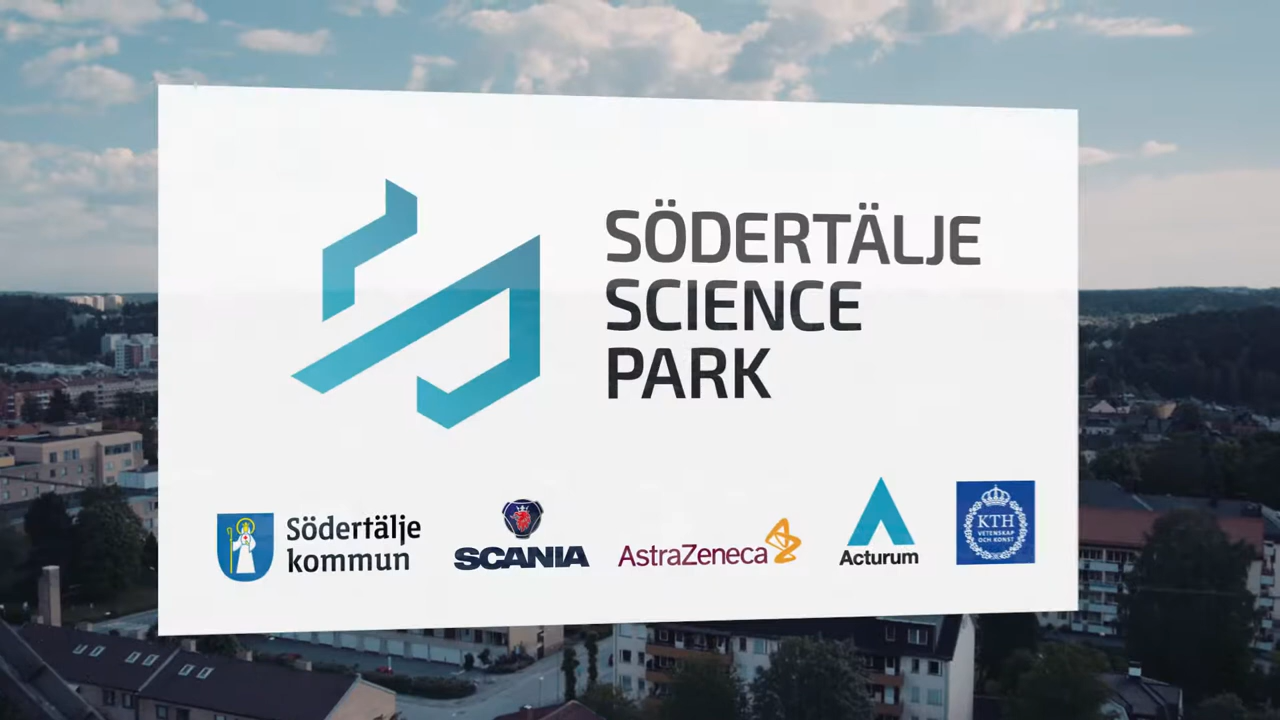 SÖDERTÄLJE
SCIENCE
PARK
Södertälje
kommun
SCANIA
AstraZeneca
Acturum
KTH
VETENSKAP
OCH KONST